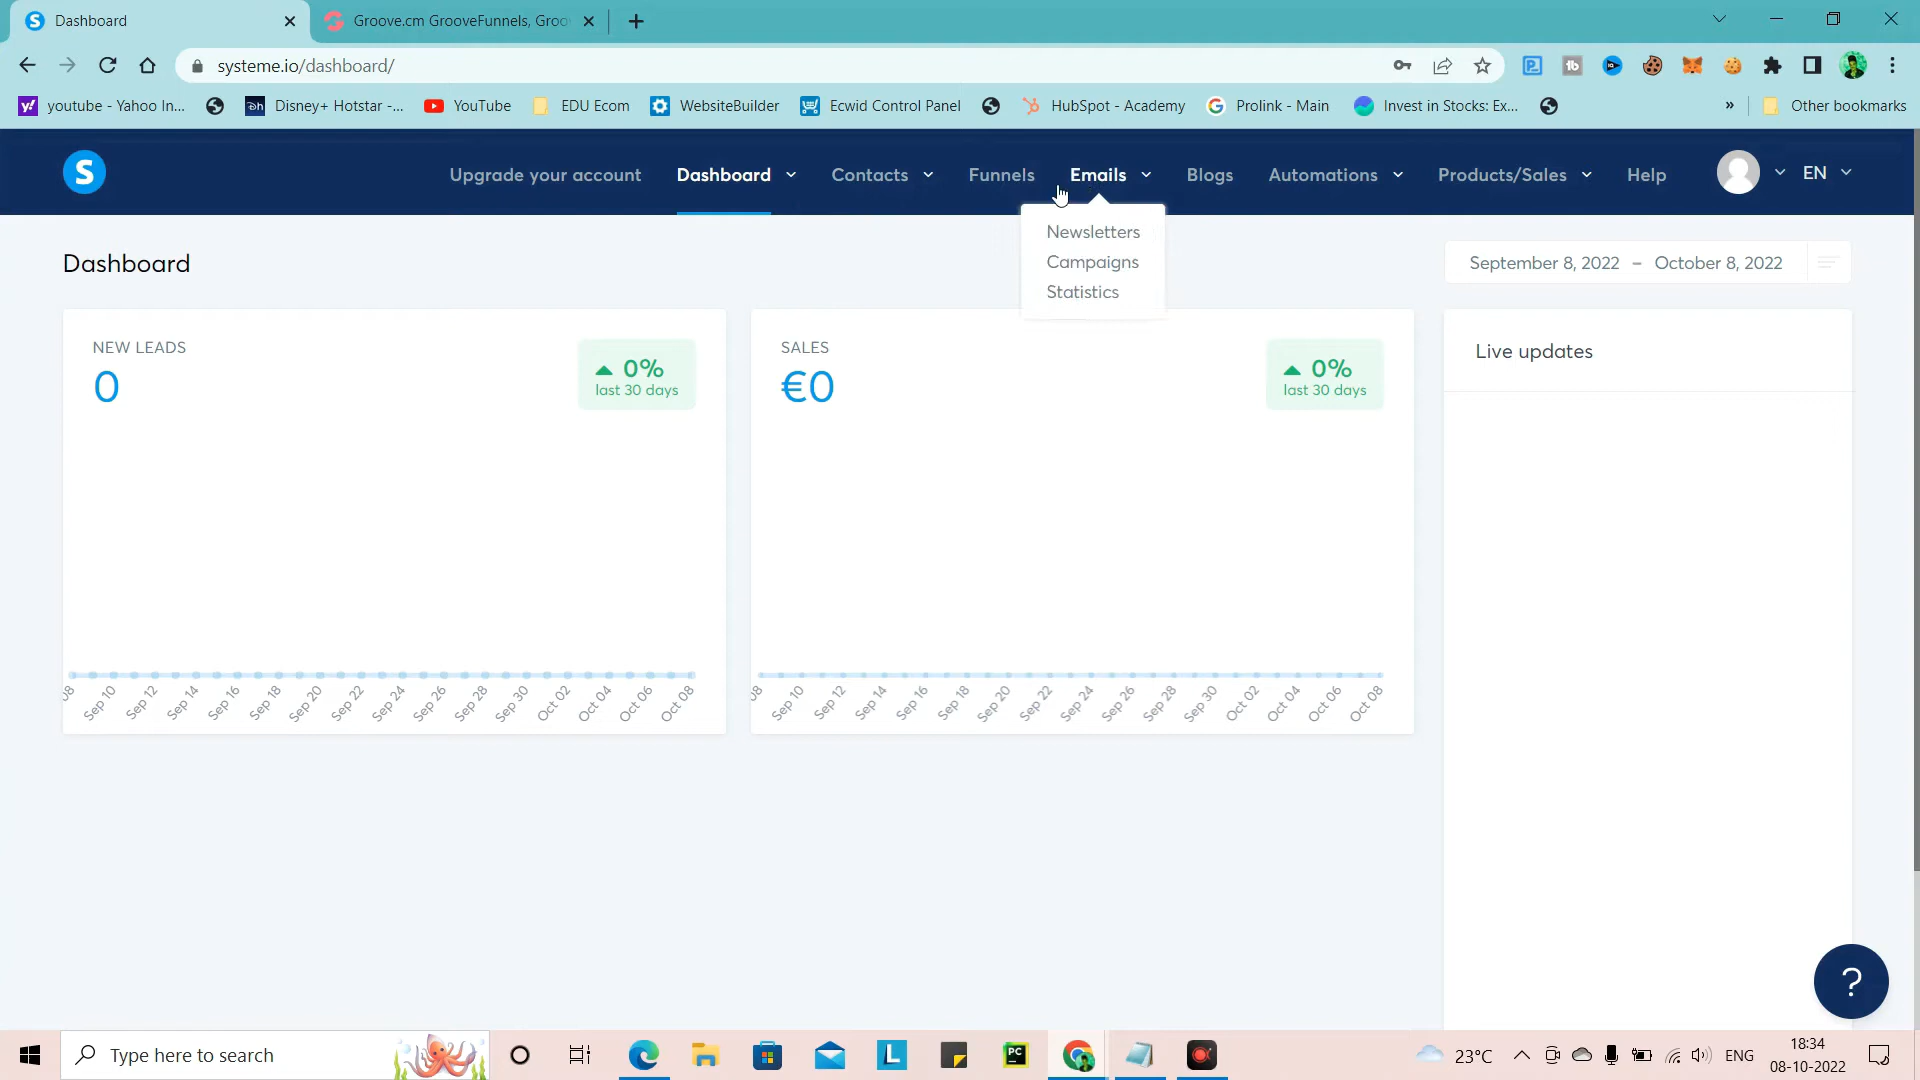 Dashboard
Groove.cm GrooveFunnels, Groo
systeme.io/dashboard/
youtube - Yahoo In...
Disney+ Hotstar -...
YouTube
EDU Ecom
WebsiteBuilder
Ecwid Control Panel
HubSpot - Academy
Prolink - Main
Invest in Stocks: Ex...
»
Other bookmarks
S
Upgrade your account
Dashboard
Contacts
Funnels
Emails
Blogs
Automations
Products/Sales
Help
EN
Newsletters
Campaigns
Statistics
Dashboard
September 8, 2022 – October 8, 2022
NEW LEADS
0
0%
last 30 days
SALES
€0
0%
last 30 days
Live updates
08 Sep 10 Sep 12 Sep 14 Sep 16 Sep 18 Sep 20 Sep 22 Sep 24 Sep 26 Sep 28 Sep 30 Oct 02 Oct 04 Oct 06 Oct 08
08 Sep 10 Sep 12 Sep 14 Sep 16 Sep 18 Sep 20 Sep 22 Sep 24 Sep 26 Sep 28 Sep 30 Oct 02 Oct 04 Oct 06 Oct 08
?
Type here to search
L
PC
23°C
ENG
18:34
08-10-2022